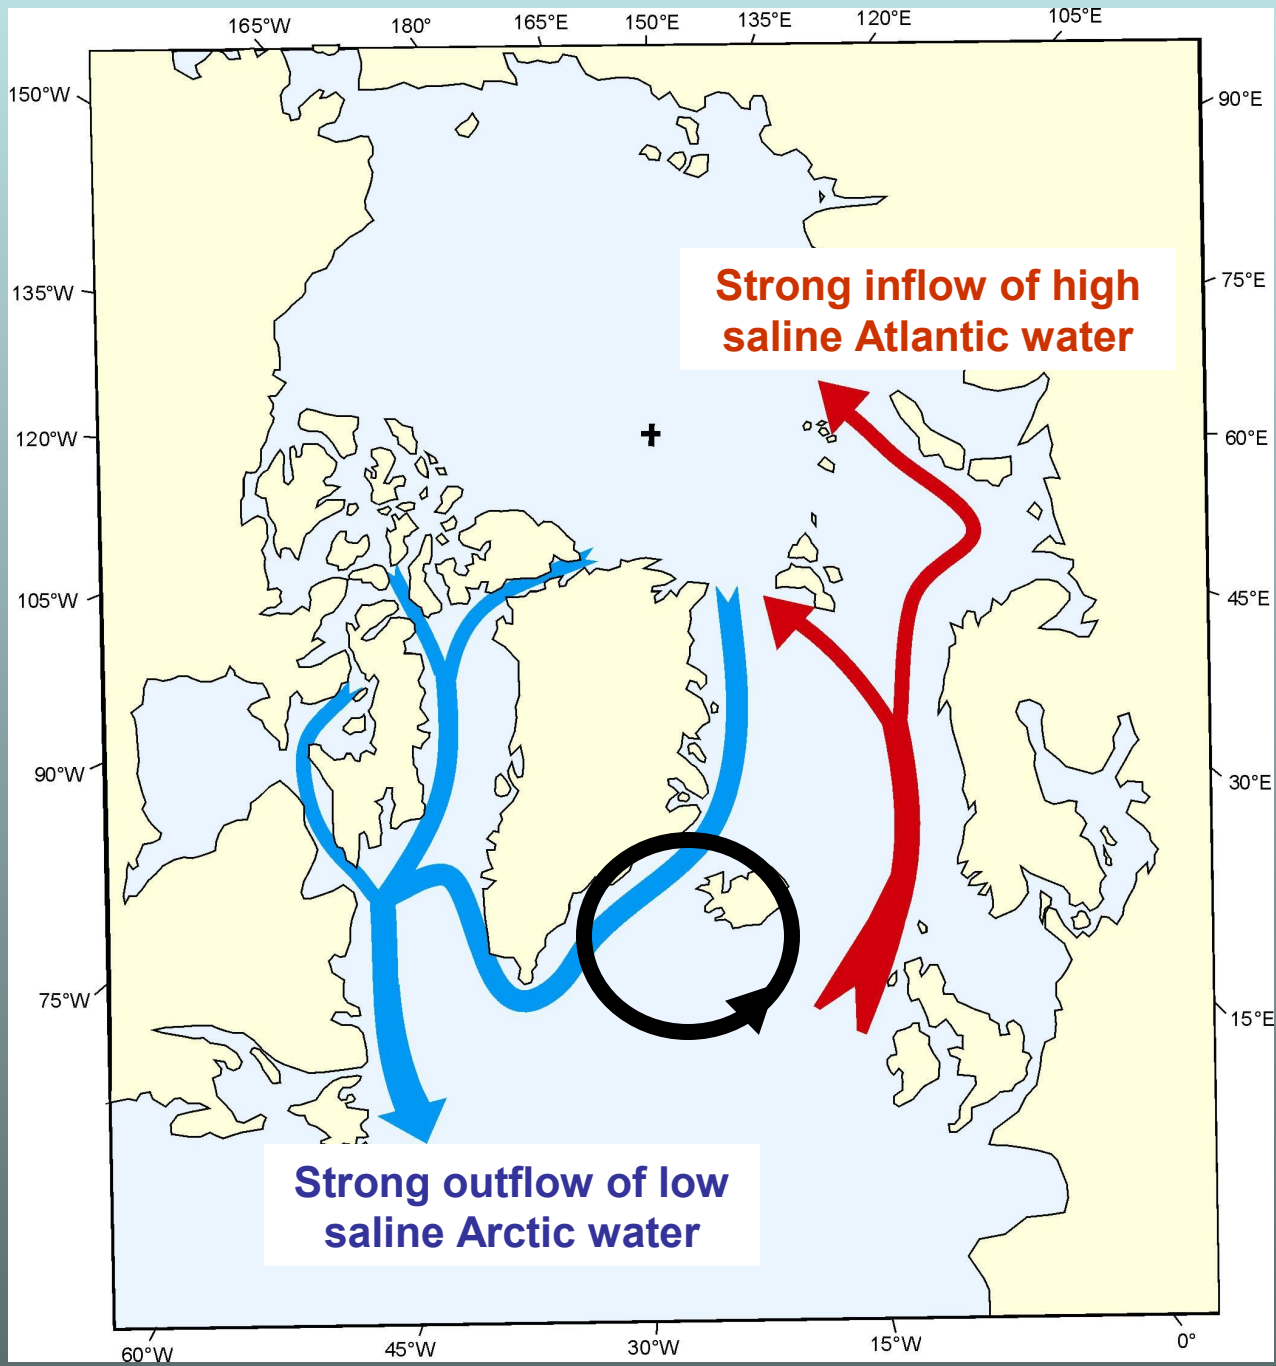 165°W
180°
165°E
150°E
135°E
120°E
105°E
150°W
90°E
135°W
75°E
Strong inflow of high
saline Atlantic water
120°W
60°E
105°W
45°E
90°W
30°E
75°W
15°E
Strong outflow of low
saline Arctic water
60°W
45°W
30°W
15°W
0°